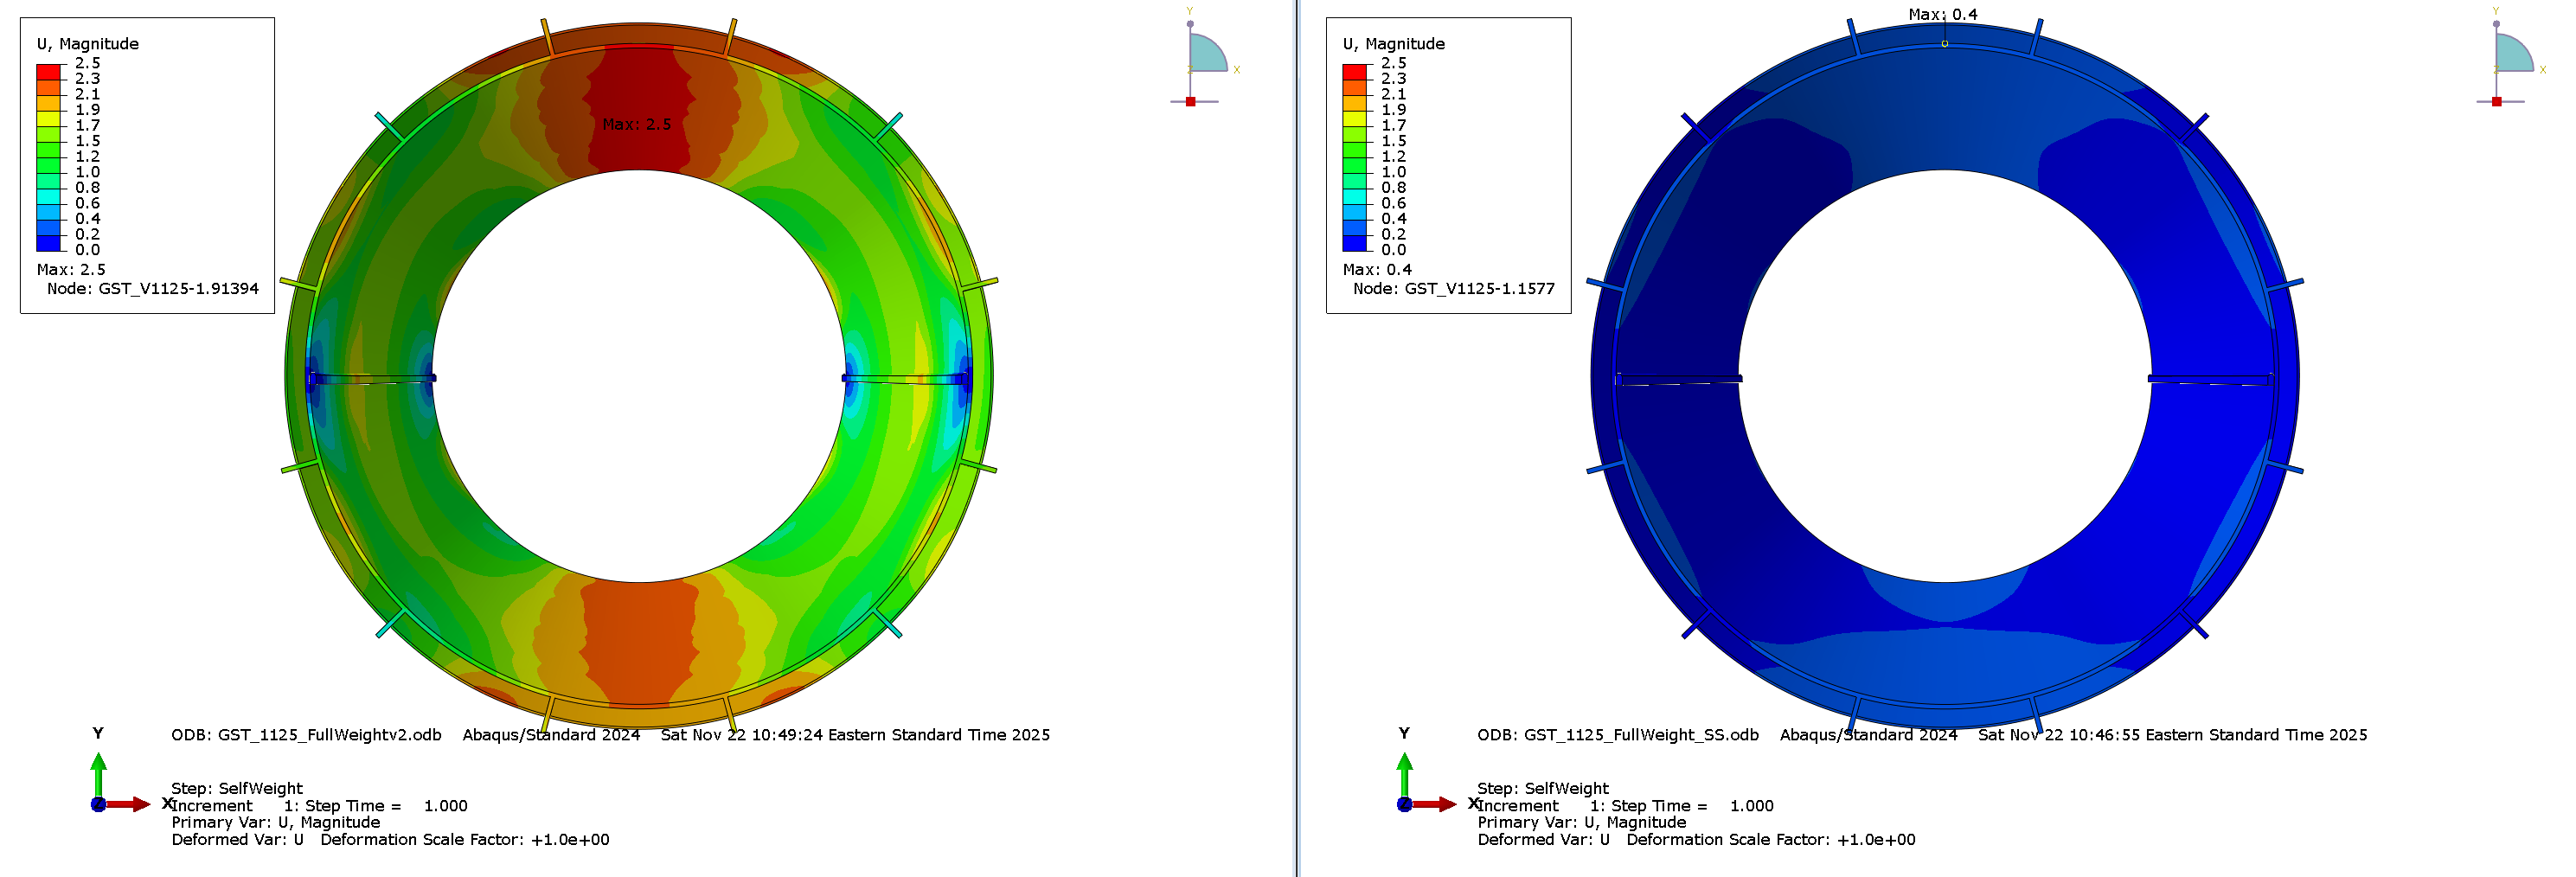 U, Magnitude
2.5
2.3
2.1
1.9
1.7
1.5
1.2
1.0
0.8
0.6
0.4
0.2
0.0
Max: 2.5
Node: GST_V1125-1.91394
Max: 2.5
Y
Z X
Y
Z X
ODB: GST_1125_FullWeightv2.odb Abaqus/Standard 2024 Sat Nov 22 10:49:24 Eastern Standard Time 2025
Step: SelfWeight
Increment 1: Step Time = 1.000
Primary Var: U, Magnitude
Deformed Var: U Deformation Scale Factor: +1.0e+00
U, Magnitude
2.5
2.3
2.1
1.9
1.7
1.5
1.2
1.0
0.8
0.6
0.4
0.2
0.0
Max: 0.4
Node: GST_V1125-1.1577
Max: 0.4
Y
Z X
Y
Z X
ODB: GST_1125_FullWeight_SS.odb Abaqus/Standard 2024 Sat Nov 22 10:46:55 Eastern Standard Time 2025
Step: SelfWeight
Increment 1: Step Time = 1.000
Primary Var: U, Magnitude
Deformed Var: U Deformation Scale Factor: +1.0e+00